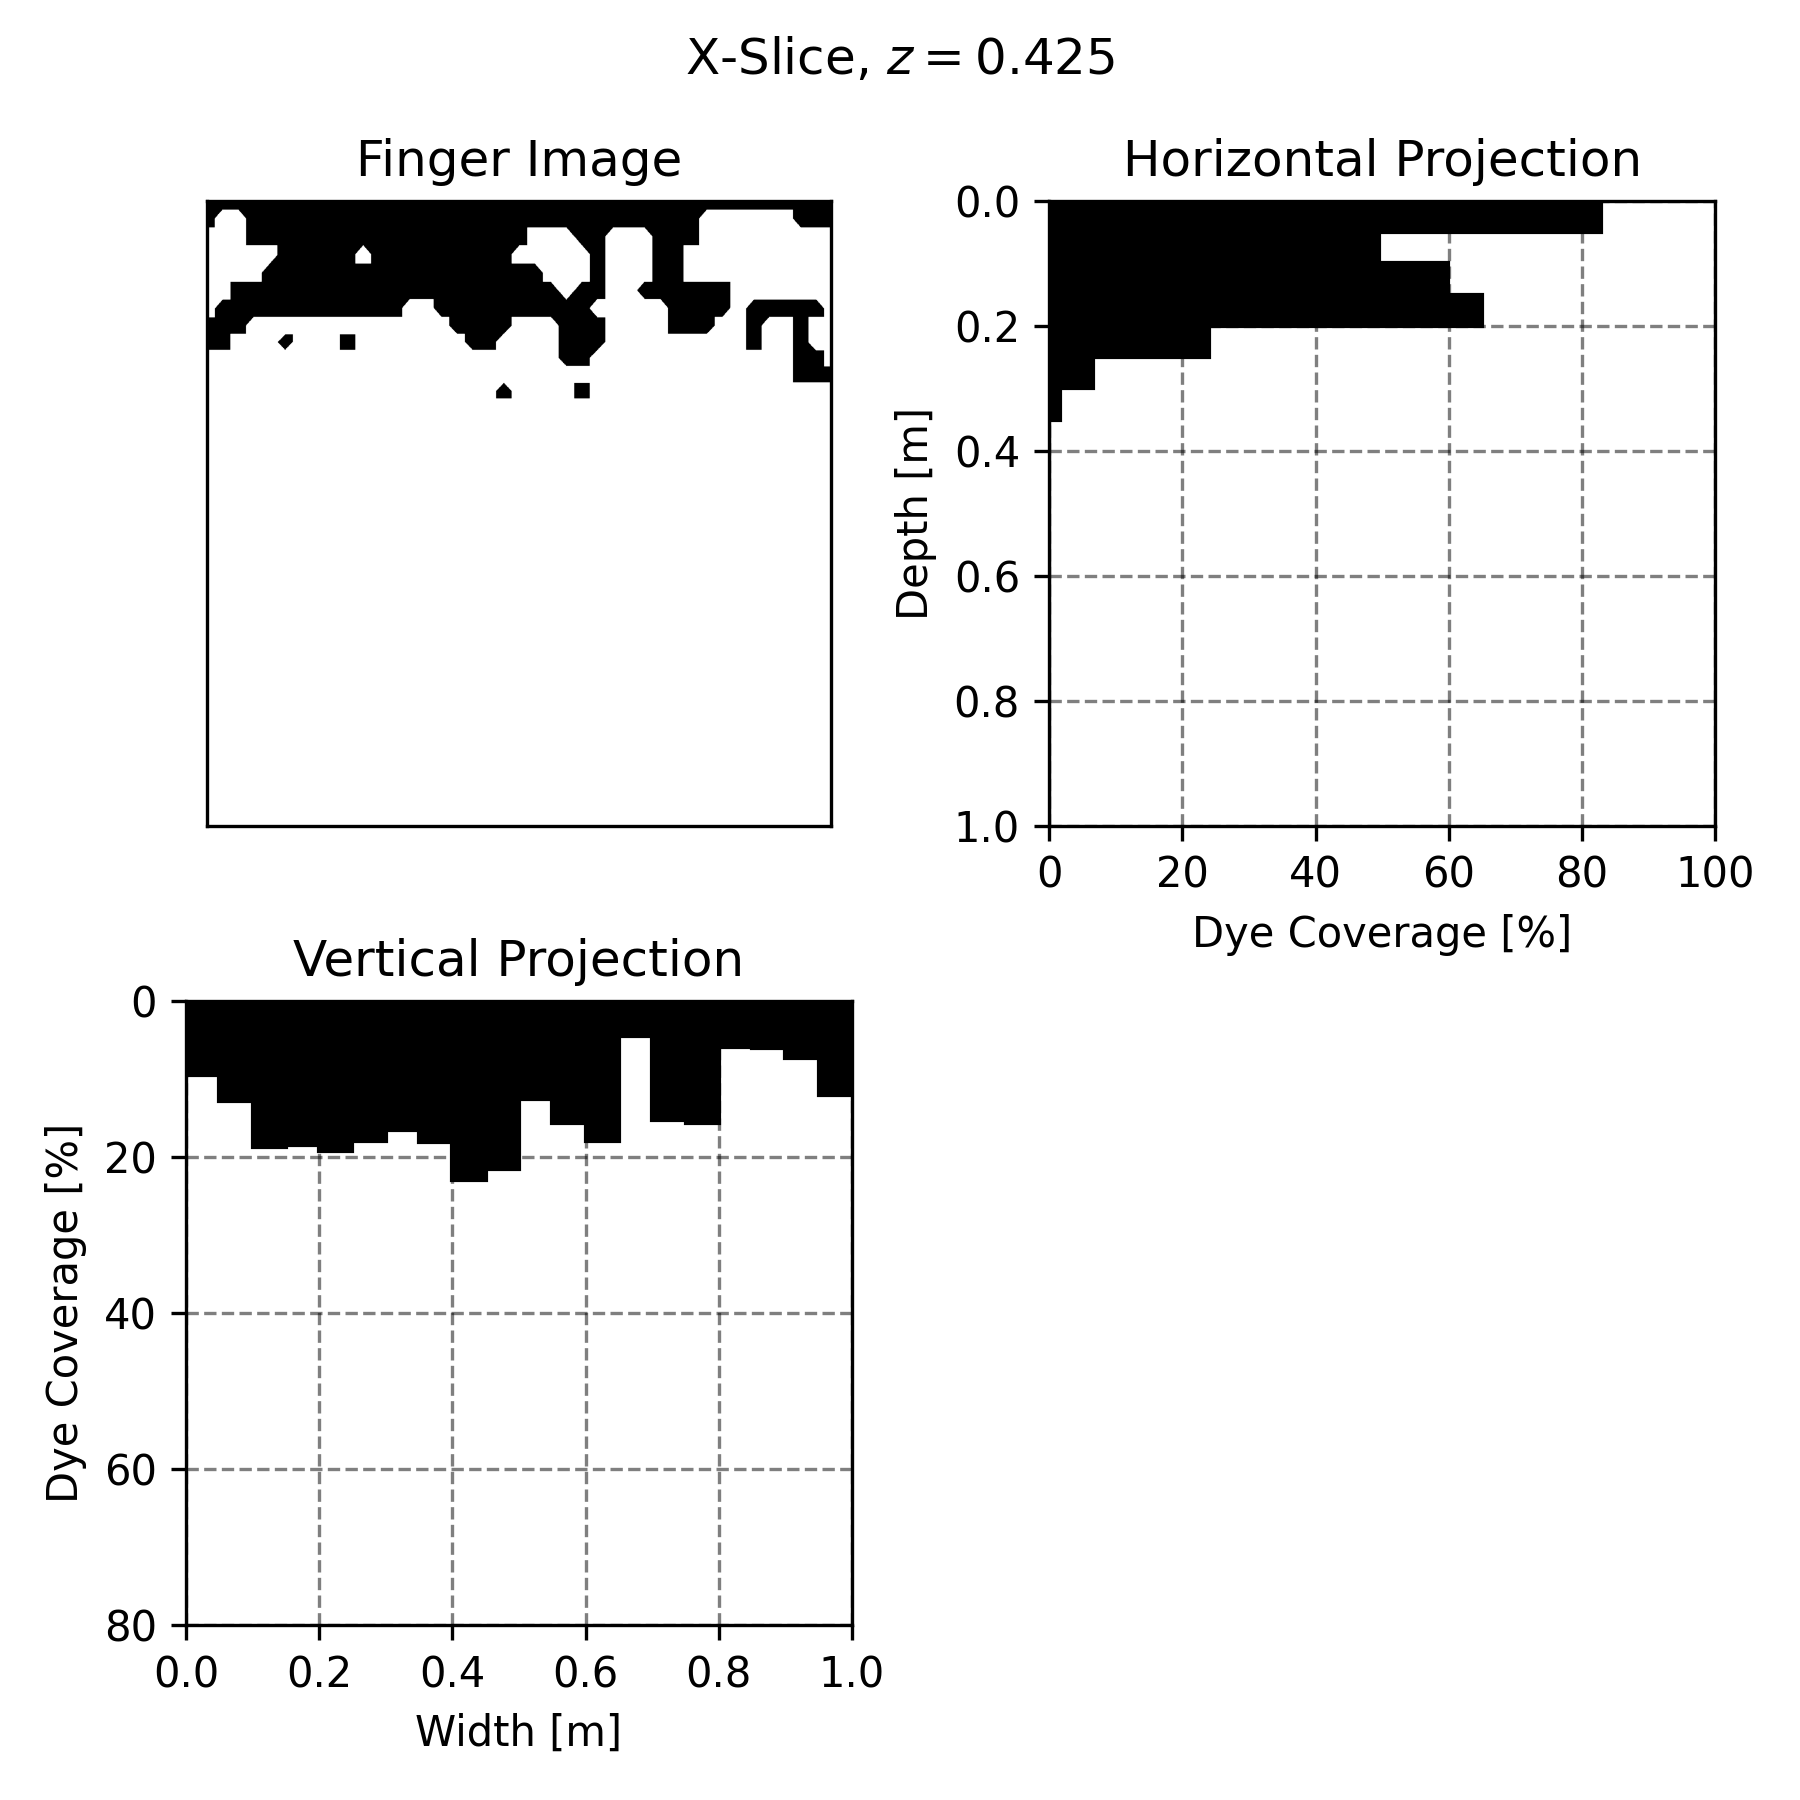 X-Slice, z = 0.425
Finger Image
Horizontal Projection
0.0
0.2
0.4
0.6
0.8
1.0
Depth [m]
0 20 40 60 80 100
Dye Coverage [%]
Vertical Projection
0
20
40
60
80
Dye Coverage [%]
0.0 0.2 0.4 0.6 0.8 1.0
Width [m]